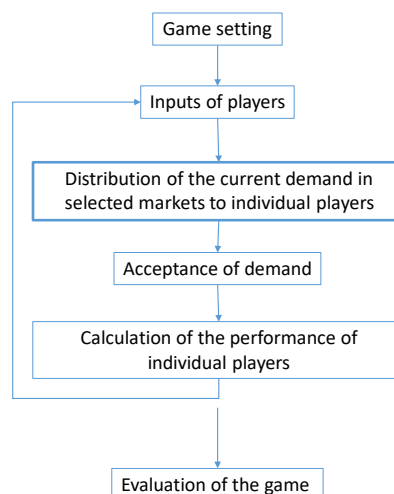 Game setting
Inputs of players
Distribution of the current demand in
selected markets to individual players
Acceptance of demand
Calculation of the performance of
individual players
Evaluation of the game